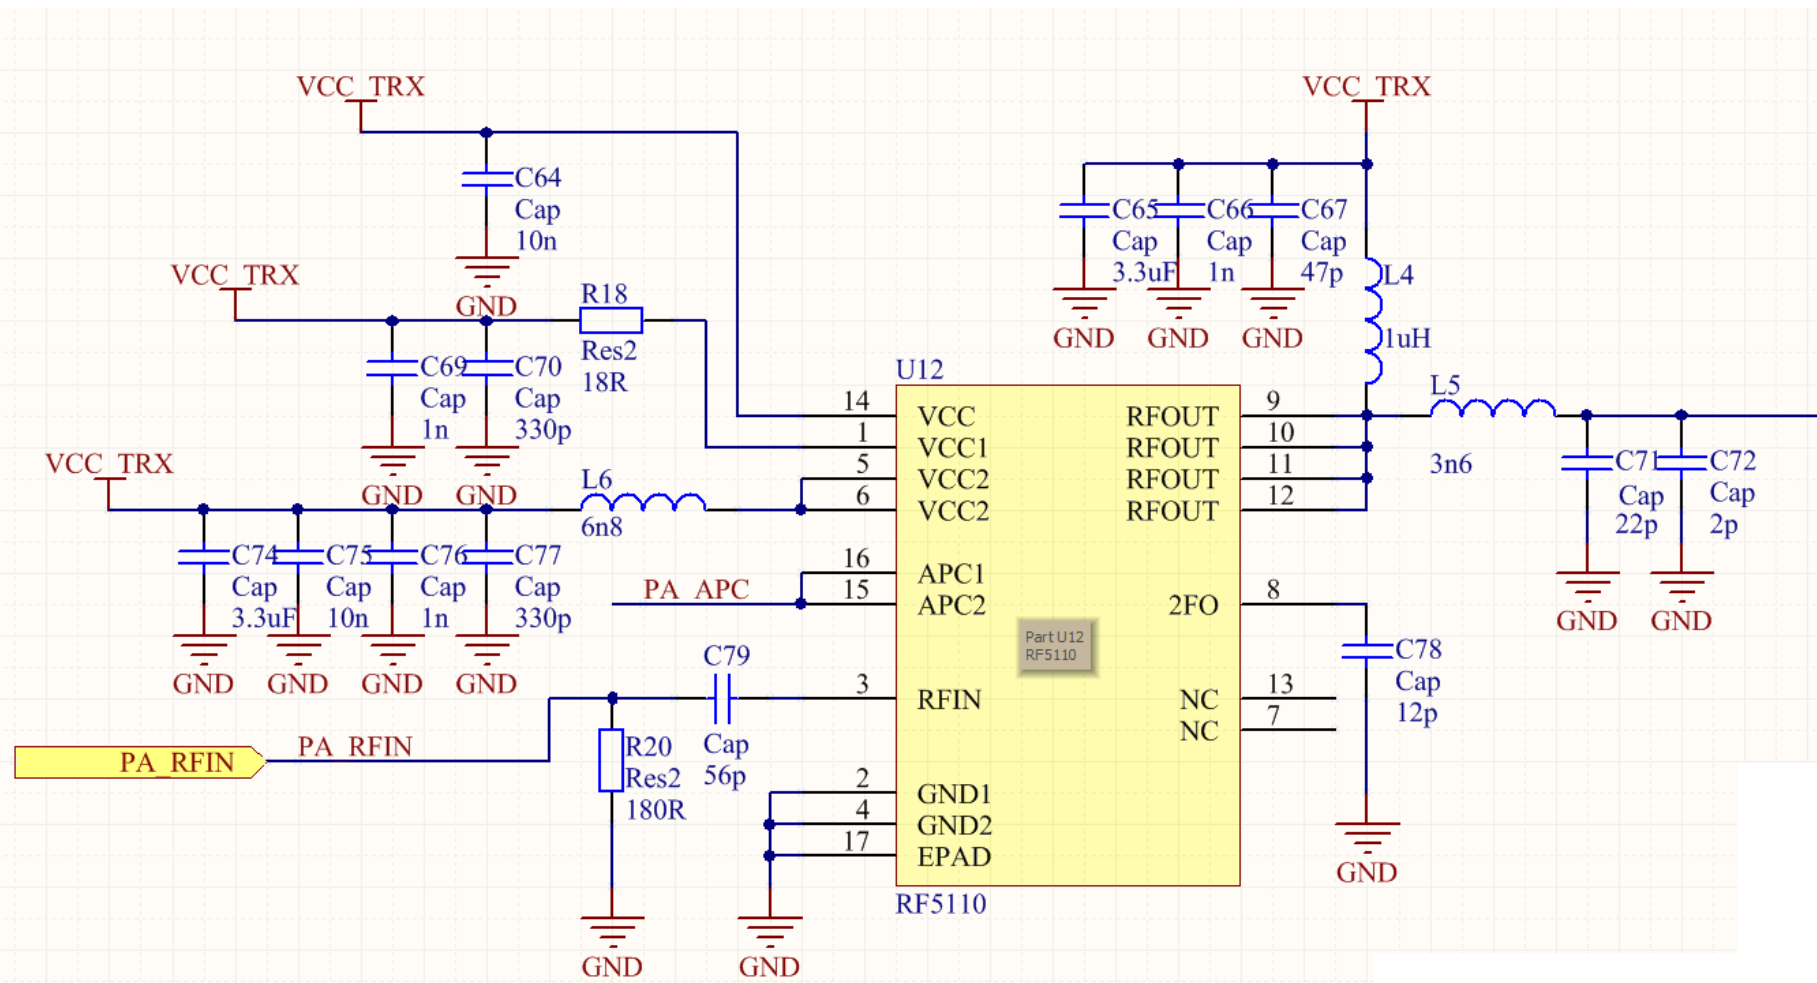 VCC_TRX
VCC_TRX
C64
Cap
10n
GND
C65
Cap
3.3uF
GND
C66
Cap
1n
GND
C67
Cap
47p
GND
L4
1uH
VCC_TRX
C69
Cap
1n
GND
C70
Cap
330p
GND
R18
Res2
18R
U12
14
VCC
1
VCC1
5
VCC2
6
VCC2
16
APC1
15
APC2
3
RFIN
2
GND1
4
GND2
17
EPAD
RFOUT
9
RFOUT
10
RFOUT
11
RFOUT
12
2FO
8
NC
13
NC
7
Part U12
RF5110
RF5110
L5
3n6
C71
Cap
22p
GND
C72
Cap
2p
GND
VCC_TRX
L6
6n8
C74
Cap
3.3uF
GND
C75
Cap
10n
GND
C76
Cap
1n
GND
C77
Cap
330p
GND
PA_APC
C78
Cap
12p
GND
C79
Cap
56p
PA_RFIN
PA_RFIN
R20
Res2
180R
GND
GND